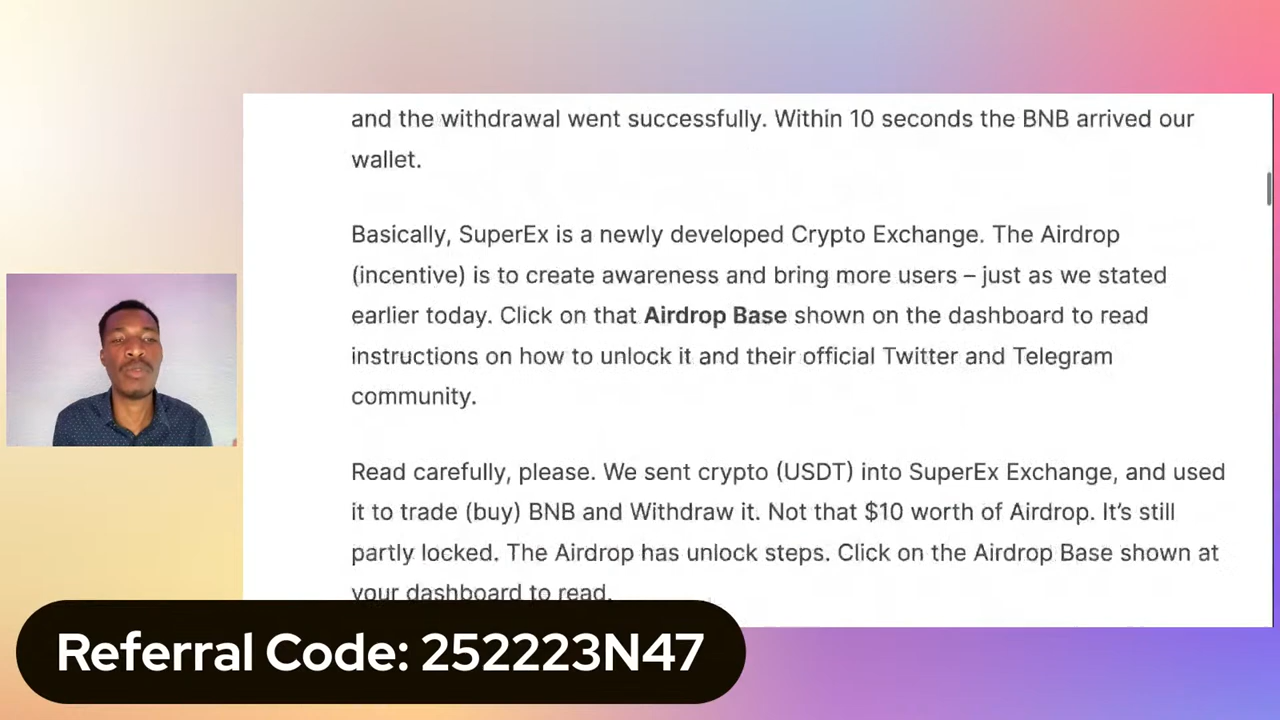 and the withdrawal went successfully. Within 10 seconds the BNB arrived our
wallet.
Basically, SuperEx is a newly developed Crypto Exchange. The Airdrop
(incentive) is to create awareness and bring more users – just as we stated
earlier today. Click on that Airdrop Base shown on the dashboard to read
instructions on how to unlock it and their official Twitter and Telegram
community.
Read carefully, please. We sent crypto (USDT) into SuperEx Exchange, and used
it to trade (buy) BNB and Withdraw it. Not that $10 worth of Airdrop. It’s still
partly locked. The Airdrop has unlock steps. Click on the Airdrop Base shown at
your dashboard to read.
Referral Code: 252223N47